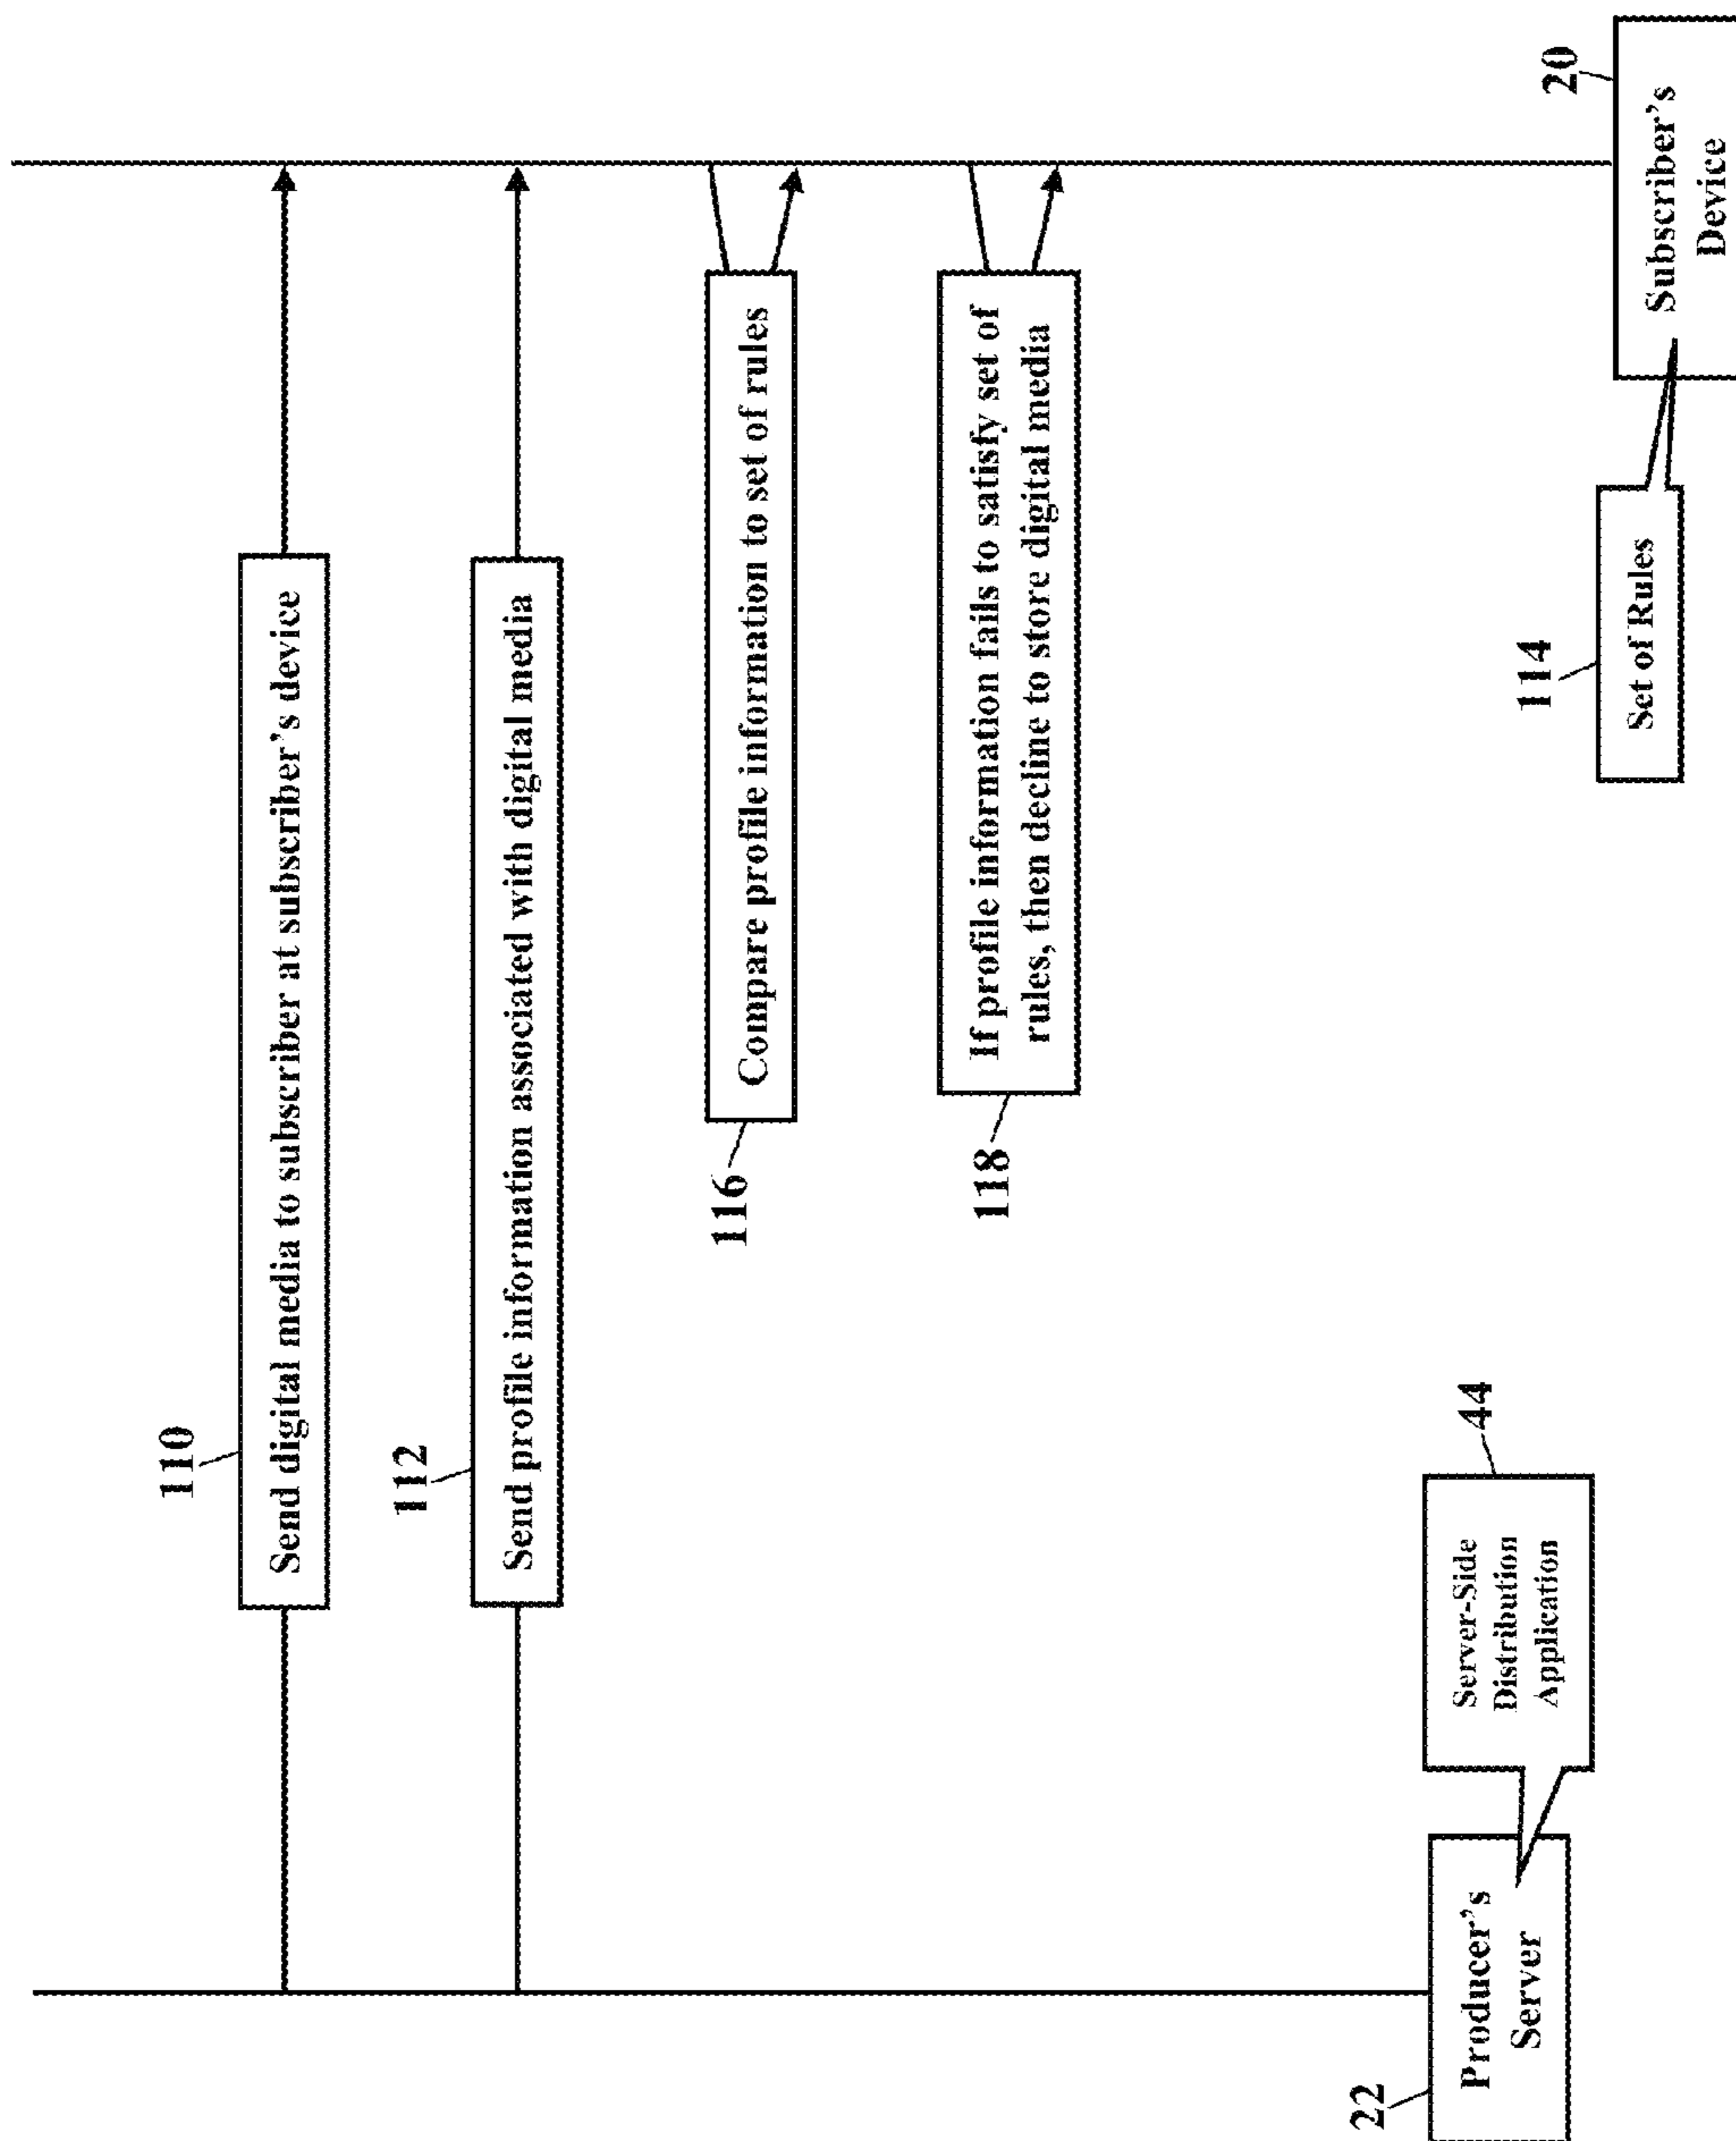 110
Send digital media to subscriber at subscriber's device
112
Send profile information associated with digital media
116
Compare profile information to set of rules
118
If profile information fails to satisfy set of
rules, then decline to store digital media
22
Producer's
Server
44
Server-Side
Distribution
Application
114
Set of Rules
20
Subscriber's
Device